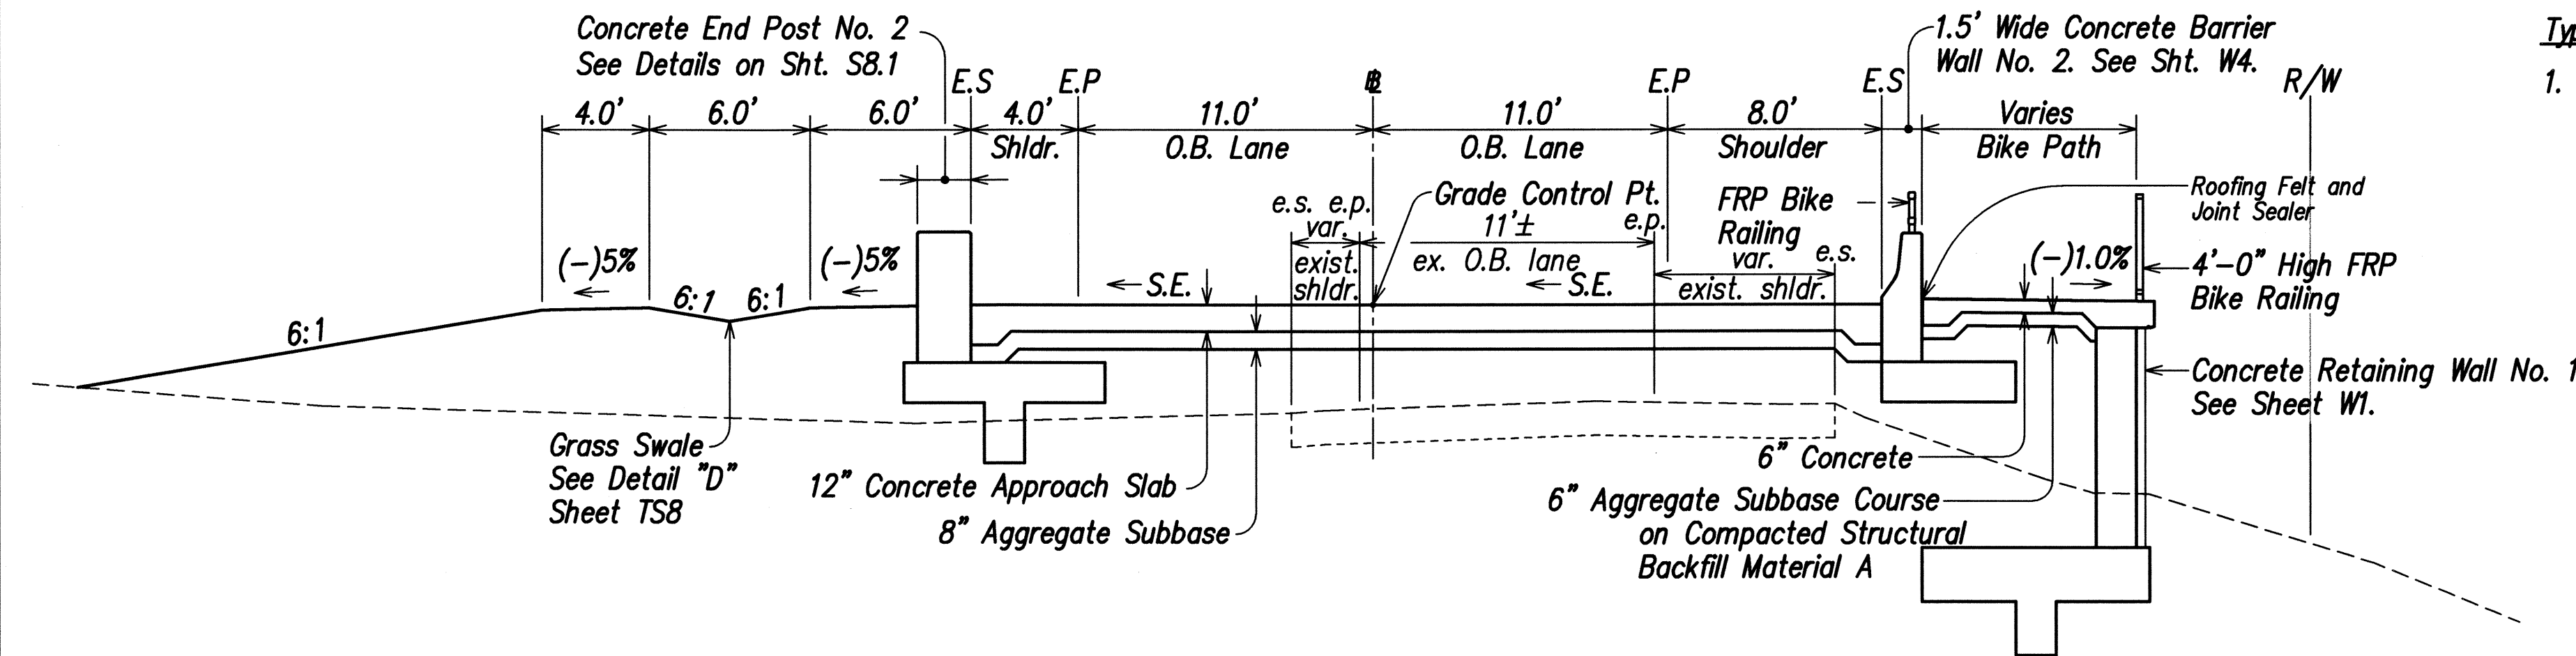 Concrete End Post No. 2
See Details on Sht. S8.1
1.5' Wide Concrete Barrier
Wall No. 2. See Sht. W4.
Typ
1.
E.S
E.P
℄
E.P
E.S
R/W
4.0'
6.0'
6.0'
4.0'
11.0'
11.0'
8.0'
Varies
Shldr.
O.B. Lane
O.B. Lane
Shoulder
Bike Path
Grade Control Pt.
FRP Bike
Railing
Roofing Felt and
Joint Sealer
e.s. e.p.
var.
11'±
e.p.
exist.
shldr.
ex. O.B. lane
var.
e.s.
exist. shldr.
(-)5%
(-)5%
S.E.
S.E.
(-)1.0%
4'-0" High FRP
Bike Railing
6:1
6:1
6:1
Concrete Retaining Wall No. 1
See Sheet W1.
Grass Swale
See Detail "D"
Sheet TS8
12" Concrete Approach Slab
8" Aggregate Subbase
6" Concrete
6" Aggregate Subbase Course
on Compacted Structural
Backfill Material A